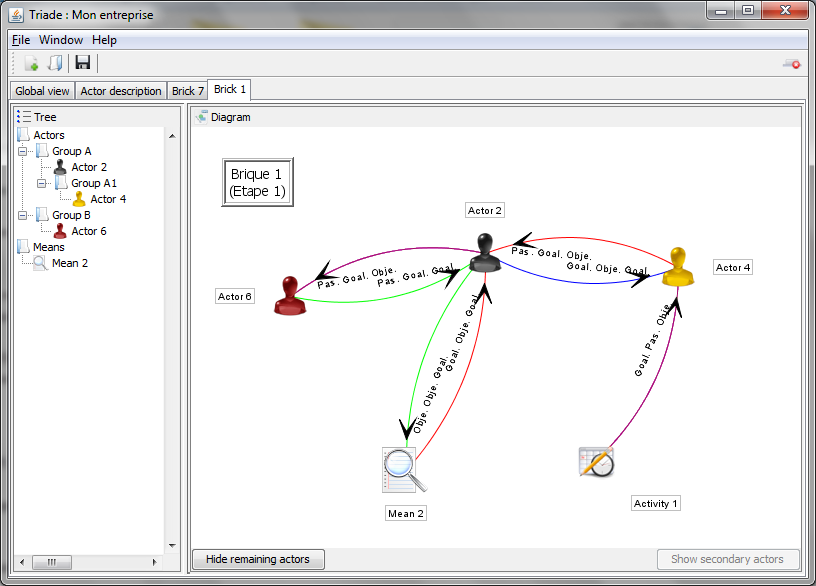 Triade : Mon entreprise
File Window Help
Global view
Actor description
Brick 7
Brick 1
Tree
Actors
Group A
Actor 2
Group A1
Actor 4
Group B
Actor 6
Means
Mean 2
Diagram
Brique 1
(Etape 1)
Actor 2
Pas. Goal. Obje.
Goal. Obje. Goal.
Actor 4
Pas. Goal. Obje.
Pas. Goal. Goal.
Actor 6
Goal. Obje. Goal.
Obje. Obje. Goal.
Goal. Pas. Obje.
Mean 2
Activity 1
Hide remaining actors
Show secondary actors